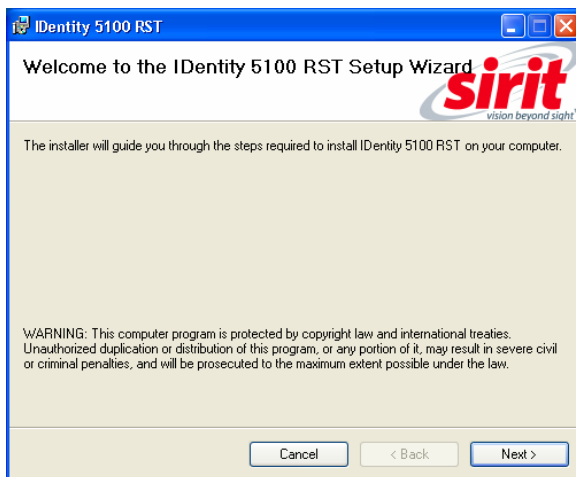 IDentity 5100 RST
Welcome to the IDentity 5100 RST Setup Wizard
sirit
vision beyond sight
The installer will guide you through the steps required to install IDentity 5100 RST on your computer.
WARNING: This computer program is protected by copyright law and international treaties.
Unauthorized duplication or distribution of this program, or any portion of it, may result in severe civil
or criminal penalties, and will be prosecuted to the maximum extent possible under the law.
Cancel
< Back
Next >